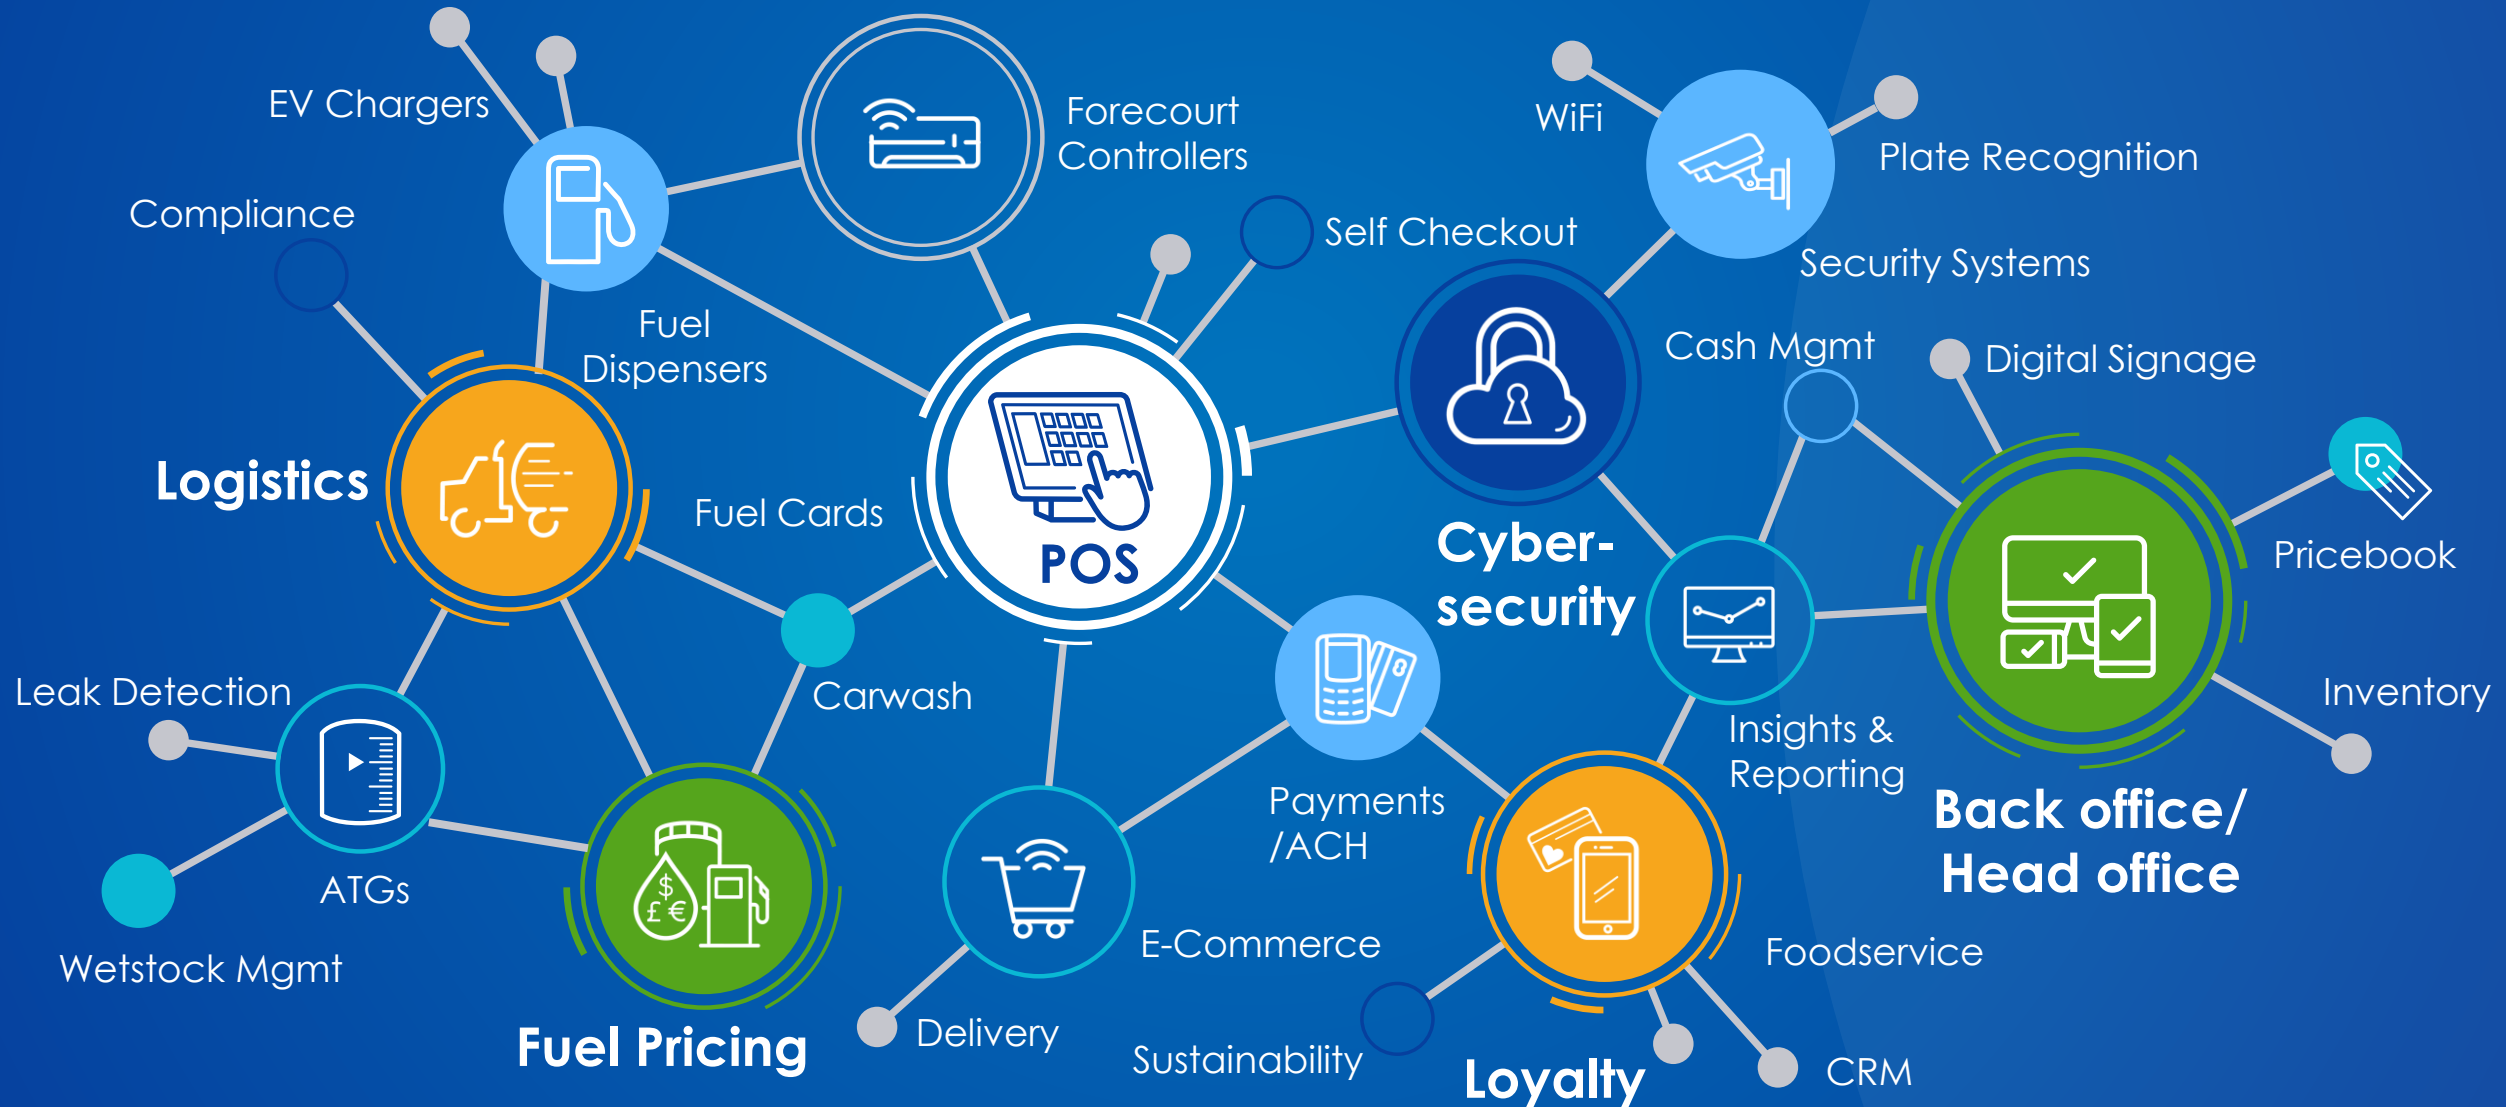 EV Chargers
Forecourt
Controllers
WiFi
Plate Recognition
Compliance
Self Checkout
Security Systems
Fuel
Dispensers
Cash Mgmt
Digital Signage
Logistics
Fuel Cards
POS
Cyber-
security
Pricebook
Leak Detection
Carwash
Inventory
Insights &
Reporting
Payments
/ACH
Back office/
Head office
ATGs
$
£ €
E-Commerce
Foodservice
Wetstock Mgmt
Fuel Pricing
Delivery
Sustainability
Loyalty
CRM